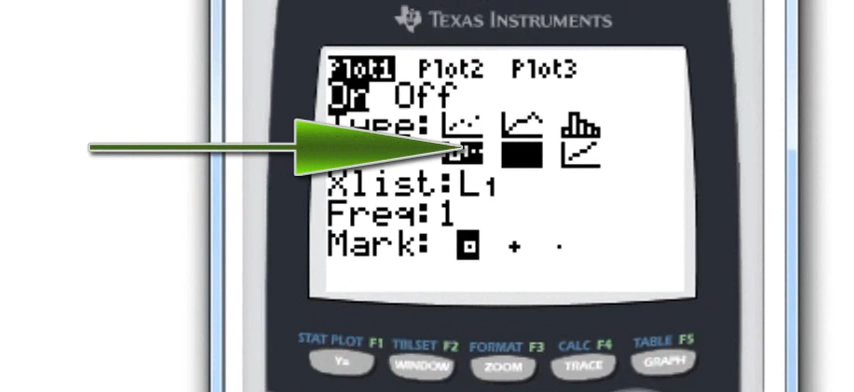 TEXAS INSTRUMENTS
Plot1 Plot2 Plot3
On Off
Type:
Xlist:L1
Freq:1
Mark: + ·
STAT PLOT F1 TBLSET F2 FORMAT F3 CALC F4 TABLE F5
Y= WINDOW ZOOM TRACE GRAPH